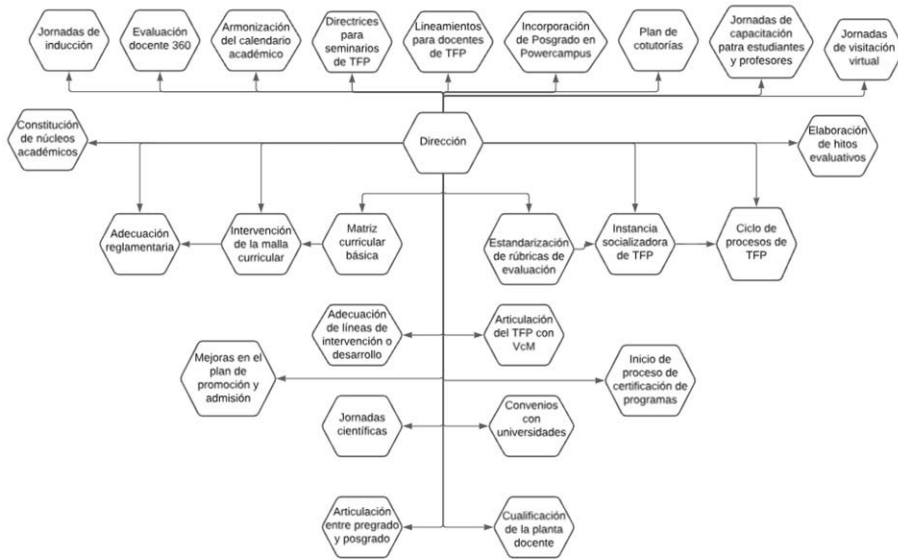 Jornadas de
inducción
Evaluación
docente 360
Armonización
del calendario
académico
Directrices
para
seminarios
de TFP
Lineamientos
para
docentes
de TFP
Incorporación
de Posgrado en
Powercampus
Plan de
cotutorías
Jornadas de
capacitación
patra estudiantes
y profesores
Jornadas
de visitación
virtual
Constitución
de núcleos
académicos
Dirección
Elaboración
de hitos
evaluativos
Adecuación
reglamentaria
Intervención
de la malla
curricular
Matriz
curricular
básica
Estandarización
de rúbricas de
evaluación
Instancia
socializadora
de TFP
Ciclo de
procesos de
TFP
Adecuación
de líneas de
intervención o
desarrollo
Articulación
del TFP con
VcM
Mejoras en el
plan de
promoción y
admisión
Inicio de
proceso de
certificación de
programas
Jornadas
científicas
Convenios
con
universidades
Articulación
entre pregrado
y posgrado
Cualificación
de la planta
docente